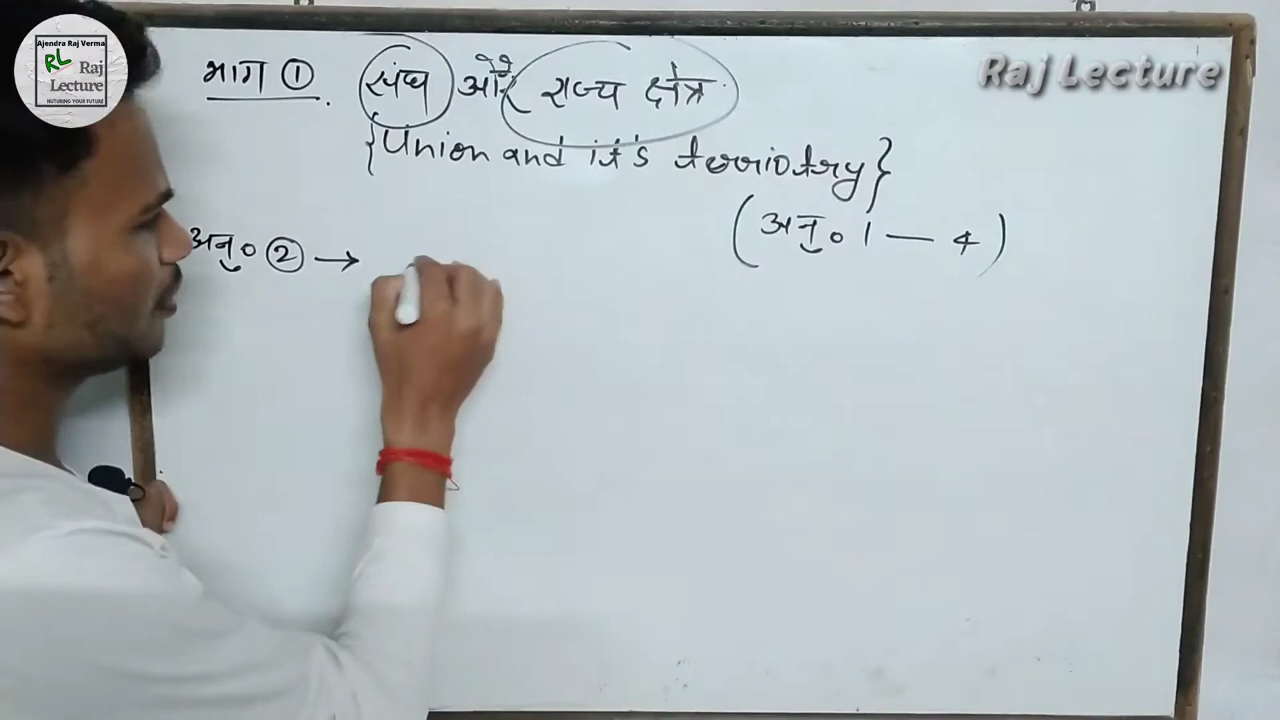 Ajendra Raj Verma
RL Raj
Lecture
NUTURING YOUR FUTURE
Raj Lecture
भाग ① संघ और राज्य क्षेत्र
{Union and it's terriotry}
(अनु० 1 — 4)
अनु० ② →